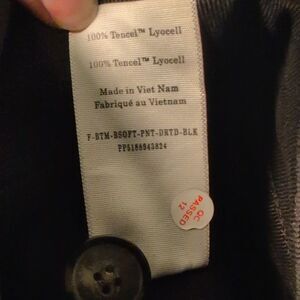 100% Tencel™ Lyocell
100% Tencel™ Lyocell
Made in Viet Nam
Fabriqué au Vietnam
F-BTM-BSOFT-PNT-DRTD-BLK
PP5188943824
QC
PASSED
12